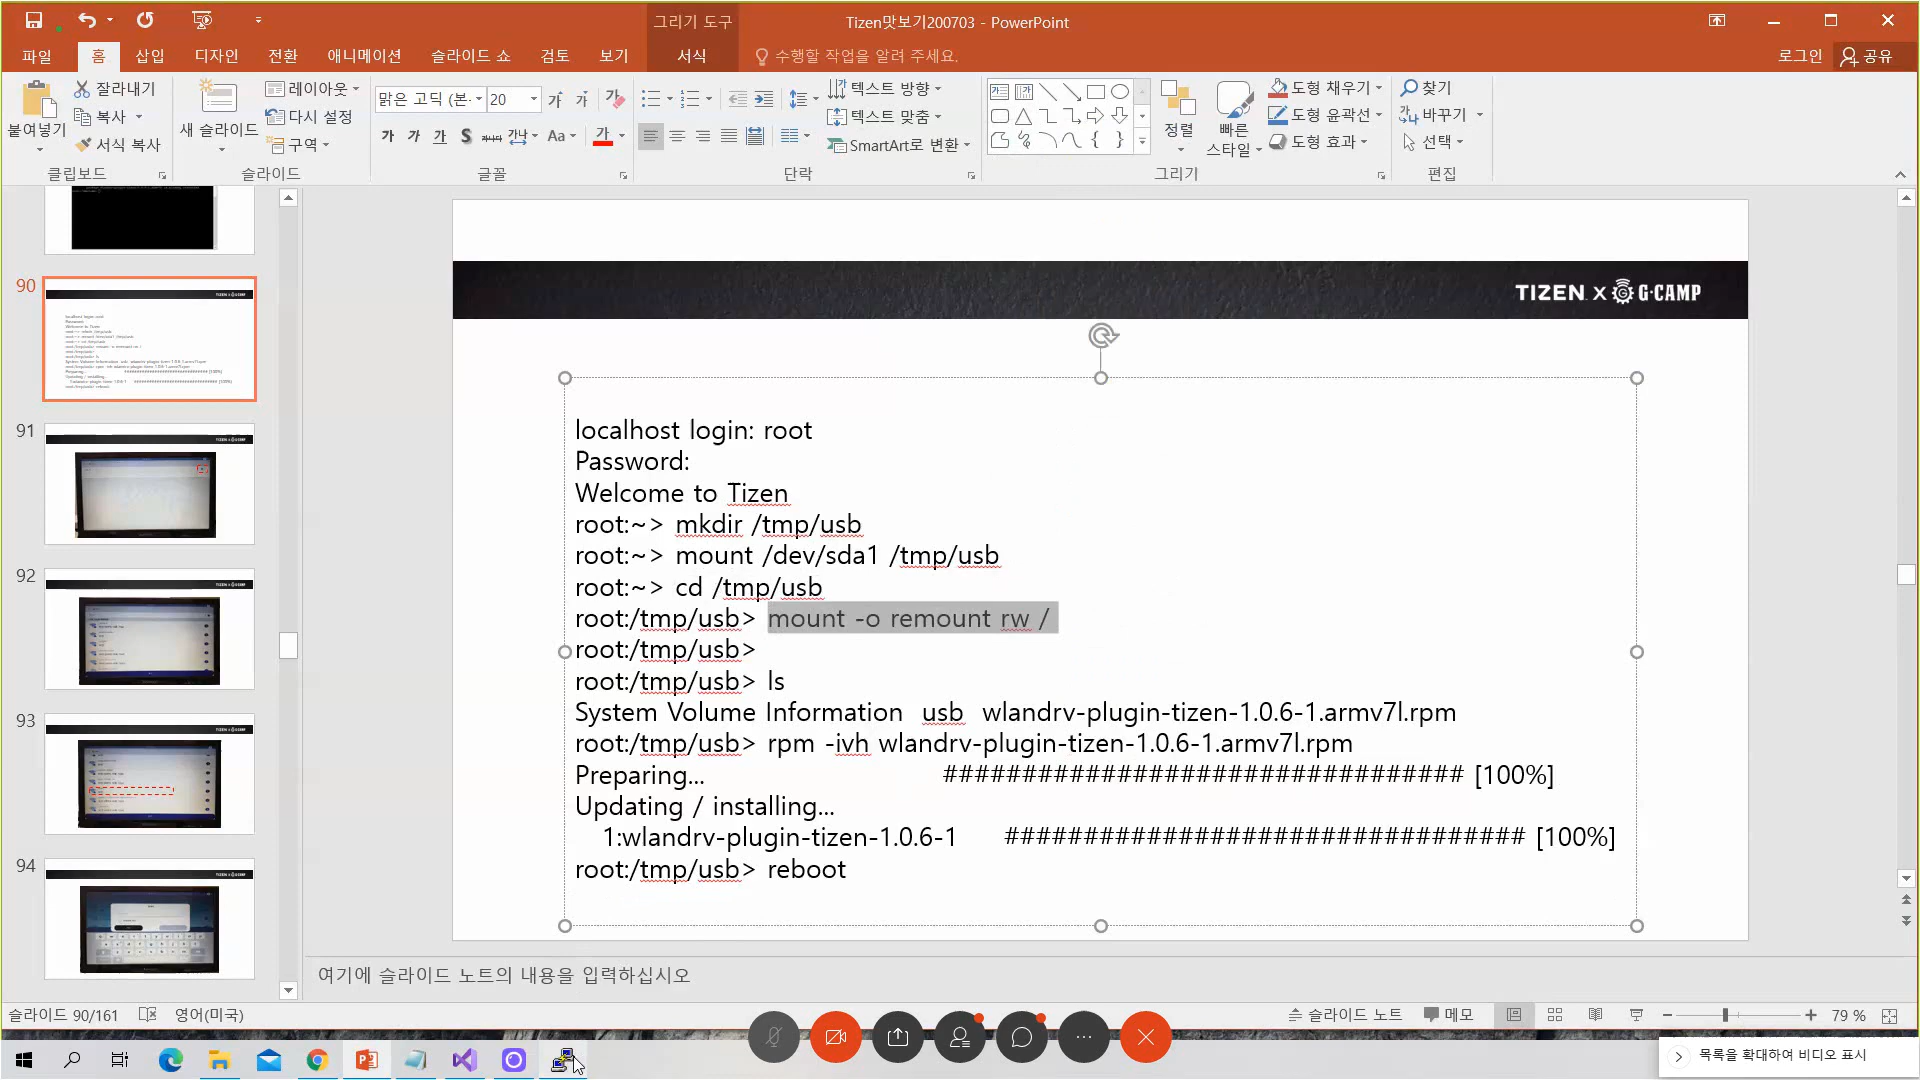 그리기 도구
Tizen맛보기200703 - PowerPoint
파일 홈 삽입 디자인 전환 애니메이션 슬라이드 쇼 검토 보기 서식 수행할 작업을 알려 주세요. 로그인 공유
붙여넣기 잘라내기 복사 서식 복사 클립보드
새 슬라이드 레이아웃 다시 설정 구역 슬라이드
맑은 고딕 (본- 20 가 가 가 가 가 S 가나다 간 Aa 가 글꼴
텍스트 방향 텍스트 맞춤 SmartArt로 변환 단락
정렬 빠른 스타일 도형 채우기 도형 윤곽선 도형 효과 그리기
찾기 바꾸기 선택 편집
90
91
92
93
94
TIZEN X G·CAMP
localhost login: root
Password:
Welcome to Tizen
root:~> mkdir /tmp/usb
root:~> mount /dev/sda1 /tmp/usb
root:~> cd /tmp/usb
root:/tmp/usb> mount -o remount rw /
root:/tmp/usb>
root:/tmp/usb> ls
System Volume Information usb wlandrv-plugin-tizen-1.0.6-1.armv7l.rpm
root:/tmp/usb> rpm -ivh wlandrv-plugin-tizen-1.0.6-1.armv7l.rpm
Preparing... ################################# [100%]
Updating / installing...
1:wlandrv-plugin-tizen-1.0.6-1 ################################# [100%]
root:/tmp/usb> reboot
여기에 슬라이드 노트의 내용을 입력하십시오
슬라이드 90/161 영어(미국) 슬라이드 노트 메모 79 %
목록을 확대하여 비디오 표시